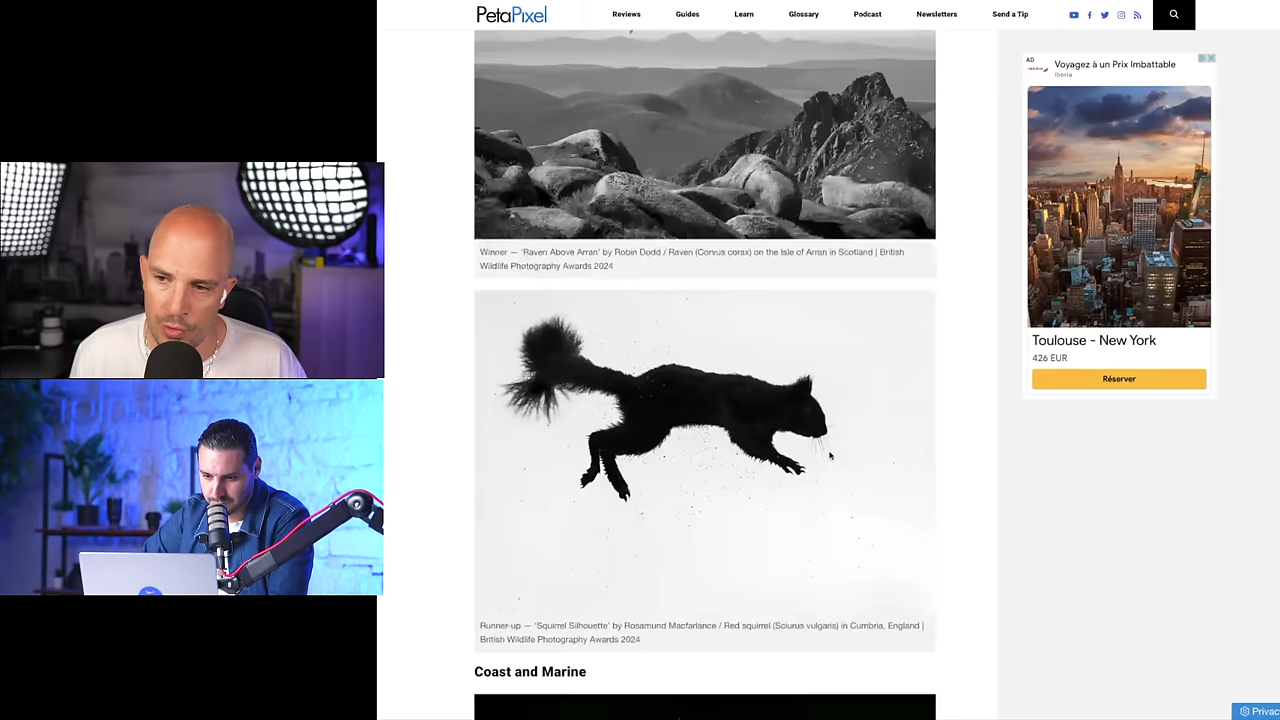 PetaPixel
Reviews
Guides
Learn
Glossary
Podcast
Newsletters
Send a Tip
AD
Voyagez à un Prix Imbattable
Iberia
Winner — ‘Raven Above Arran’ by Robin Dodd / Raven (Corvus corax) on the Isle of Arran in Scotland | British
Wildlife Photography Awards 2024
Toulouse - New York
426 EUR
Réserver
Runner-up — ‘Squirrel Silhouette’ by Rosamund Macfarlance / Red squirrel (Sciurus vulgaris) in Cumbria, England |
British Wildlife Photography Awards 2024
Coast and Marine
Privac